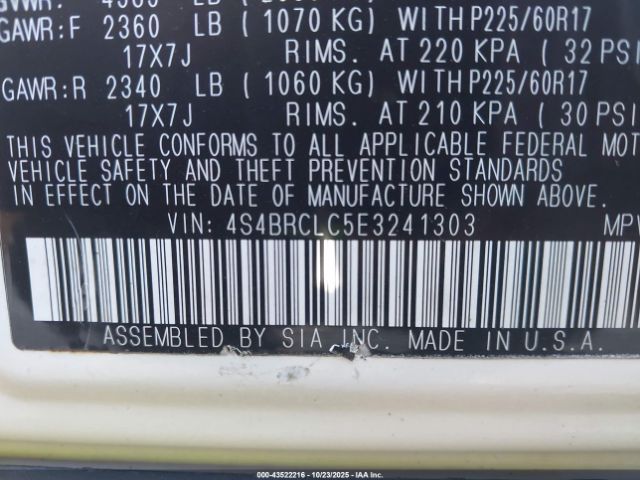 GAWR:F 2360 LB ( 1070 KG) WITH P225/60R17
17X7J RIMS. AT 220 KPA ( 32 PSI
GAWR:R 2340 LB ( 1060 KG) WITH P225/60R17
17X7J RIMS. AT 210 KPA ( 30 PSI
THIS VEHICLE CONFORMS TO ALL APPLICABLE FEDERAL MOT
VEHICLE SAFETY AND THEFT PREVENTION STANDARDS
IN EFFECT ON THE DATE OF MANUFACTURE SHOWN ABOVE.
VIN: 4S4BRCLC5E3241303 MPV
ASSEMBLED BY SIA INC. MADE IN U.S.A.
000-43522216 - 10/23/2025 - IAA Inc.